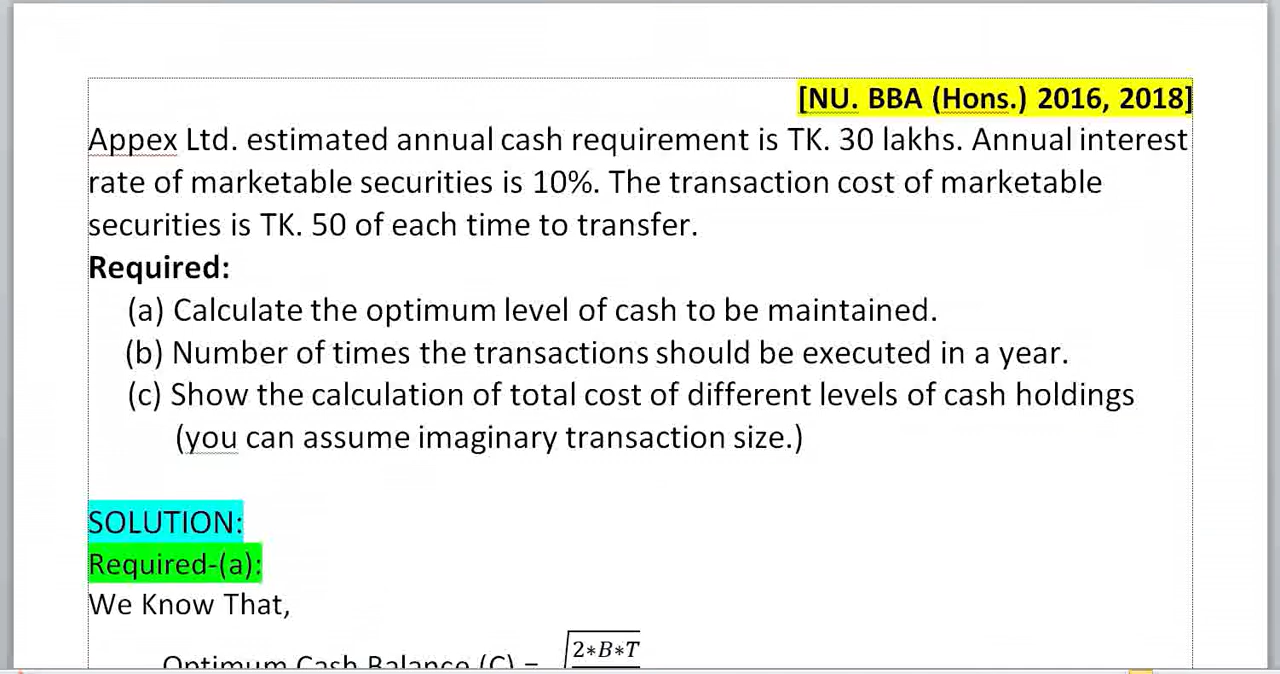 [NU. BBA (Hons.) 2016, 2018]
Appex Ltd. estimated annual cash requirement is TK. 30 lakhs. Annual interest
rate of marketable securities is 10%. The transaction cost of marketable
securities is TK. 50 of each time to transfer.
Required:
(a) Calculate the optimum level of cash to be maintained.
(b) Number of times the transactions should be executed in a year.
(c) Show the calculation of total cost of different levels of cash holdings
(you can assume imaginary transaction size.)
SOLUTION:
Required-(a):
We Know That,
Optimum Cash Balance (C) = √2*B*T